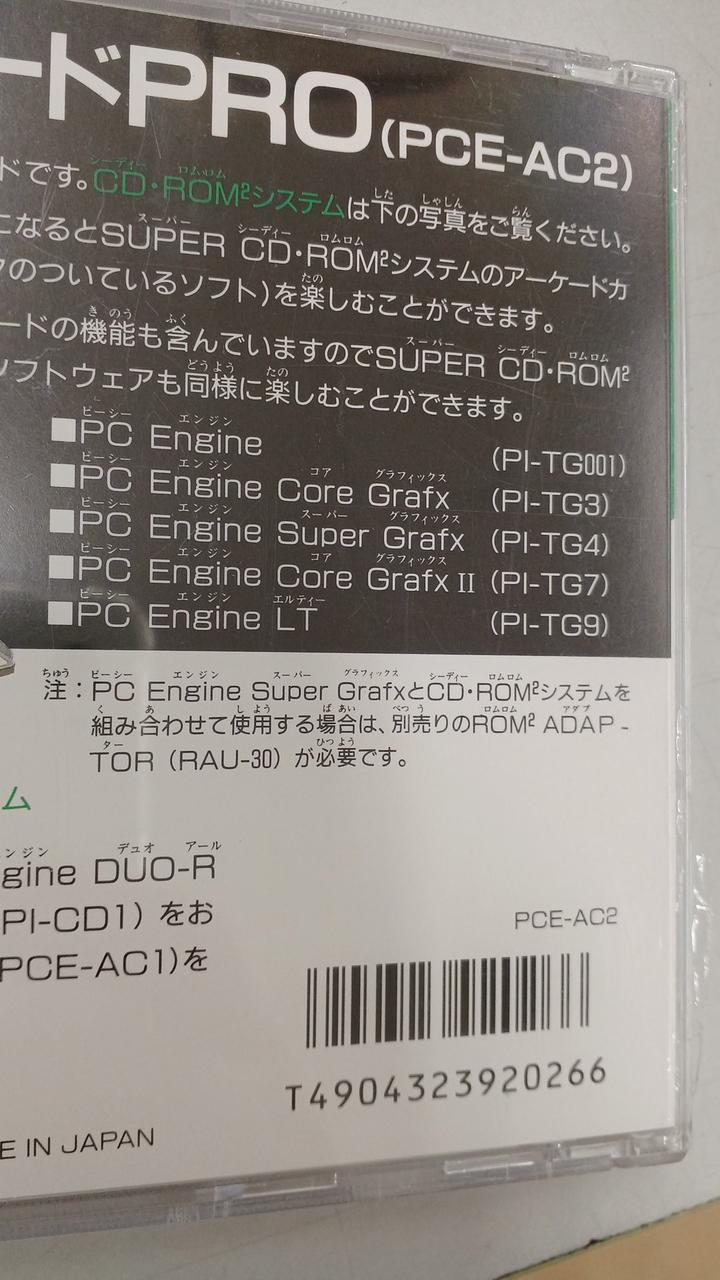 ードPRO(PCE-AC2)
ドです。CD・ROM²システムは下の写真をご覧ください。
になるとSUPER CD・ROM²システムのアーケードカ
クのついているソフト)を楽しむことができます。
ードの機能も含んでいますのでSUPER CD・ROM²
ソフトウェアも同様に楽しむことができます。
■PC Engine (PI-TG001)
■PC Engine Core Grafx (PI-TG3)
■PC Engine Super Grafx (PI-TG4)
■PC Engine Core Grafx II (PI-TG7)
■PC Engine LT (PI-TG9)
注：PC Engine Super GrafxとCD・ROM²システムを
組み合わせて使用する場合は、別売りのROM² ADAP-
TOR（RAU-30）が必要です。
ム
gine DUO-R
PI-CD1）をお
PCE-AC1)を
PCE-AC2
T4904323920266
E IN JAPAN